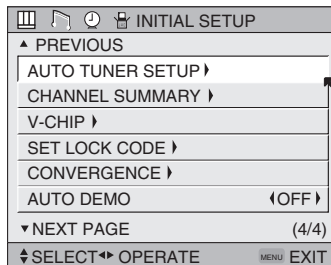 INITIAL SETUP
▲ PREVIOUS
AUTO TUNER SETUP
CHANNEL SUMMARY
V-CHIP
SET LOCK CODE
CONVERGENCE
AUTO DEMO OFF
▼NEXT PAGE (4/4)
SELECT OPERATE MENU EXIT